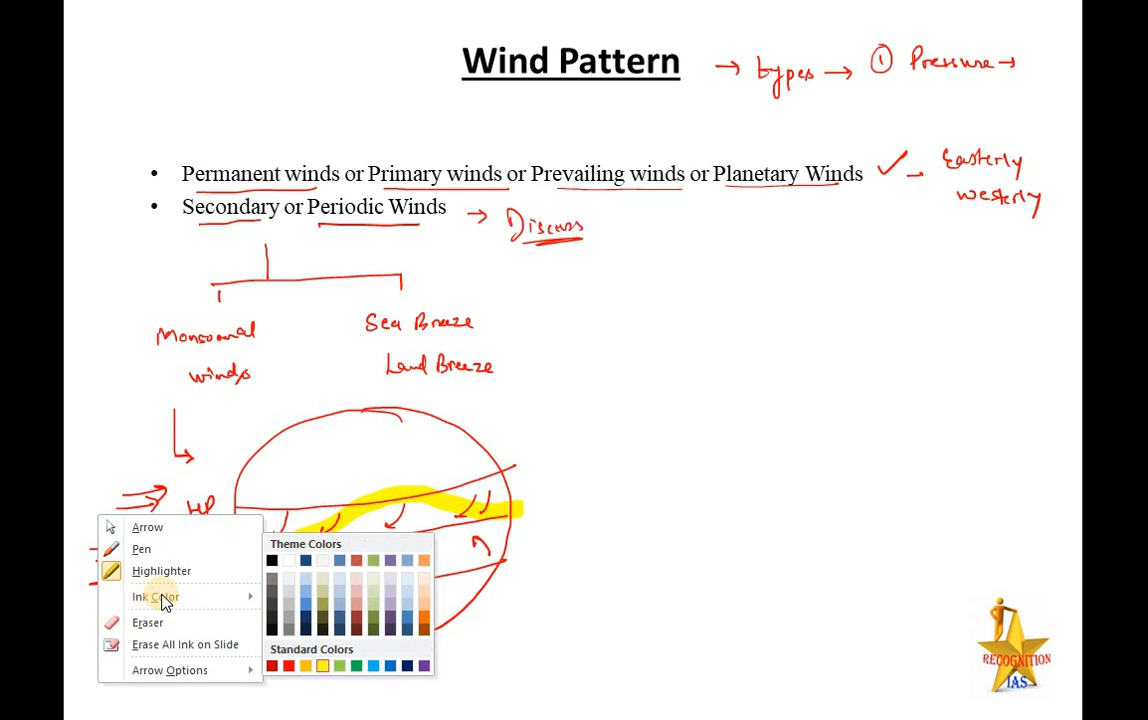 Wind Pattern → types → ① Pressure →
• Permanent winds or Primary winds or Prevailing winds or Planetary Winds ✓ - Easterly
westerly
• Secondary or Periodic Winds → Discuss
Monsoonal
winds
Sea Breeze
Land Breeze
HP
Arrow
Pen
Highlighter
Ink Color
Eraser
Erase All Ink on Slide
Arrow Options
Theme Colors
Standard Colors
RECOGNITION
IAS